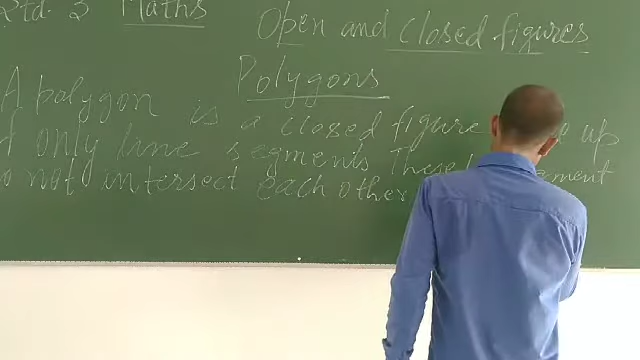 Std. 3 Maths
Open and closed figures
Polygons
A polygon is a closed figure up
of only line segments These
do not intersect each other